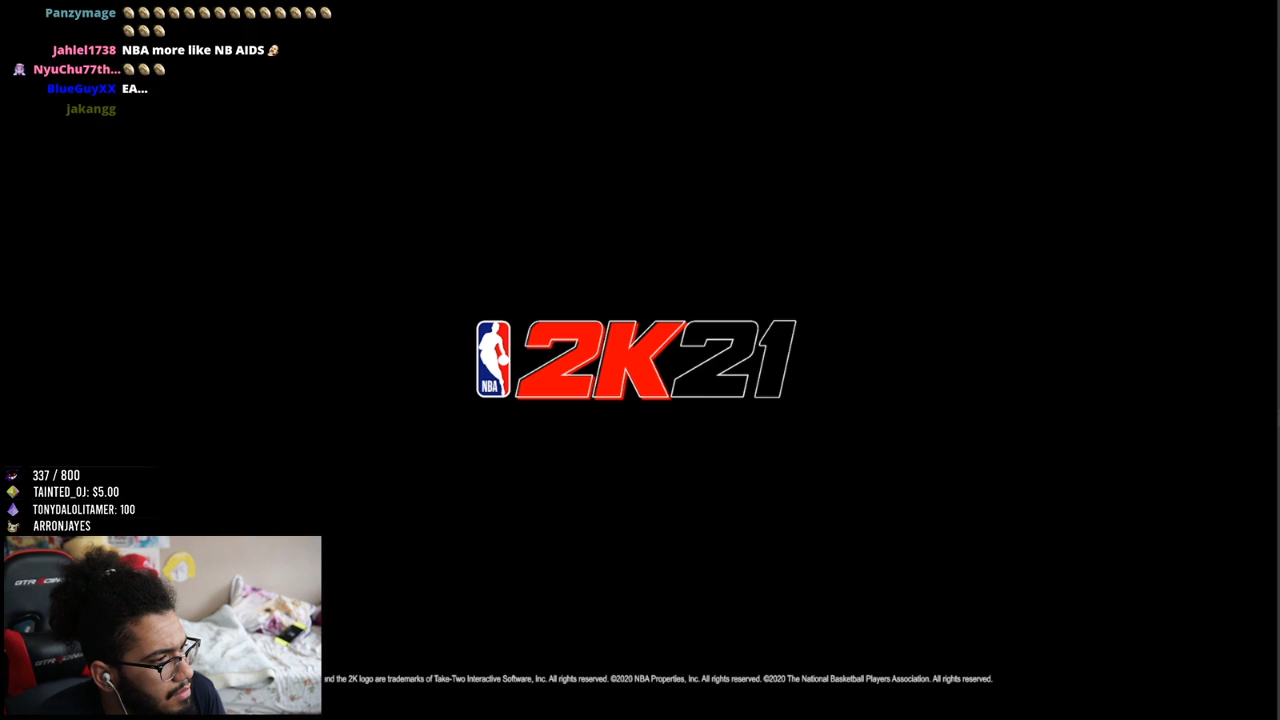 Panzymage
Jahlel1738 NBA more like NB AIDS
NyuChu77th...
BlueGuyXX EA...
jakangg
NBA 2K21
337 / 800
TAINTED_OJ: $5.00
TONYDALOLITAMER: 100
ARRONJAYES
and the 2K logo are trademarks of Take-Two Interactive Software, Inc. All rights reserved. ©2020 NBA Properties, Inc. All rights reserved. ©2020 The National Basketball Players Association. All rights reserved.